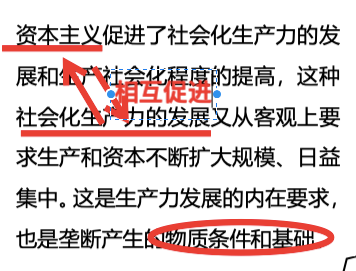 资本主义促进了社会化生产力的发
展和生产社会化程度的提高，这种
相互促进
社会化生产力的发展又从客观上要
求生产和资本不断扩大规模、日益
集中。这是生产力发展的内在要求，
也是垄断产生的物质条件和基础